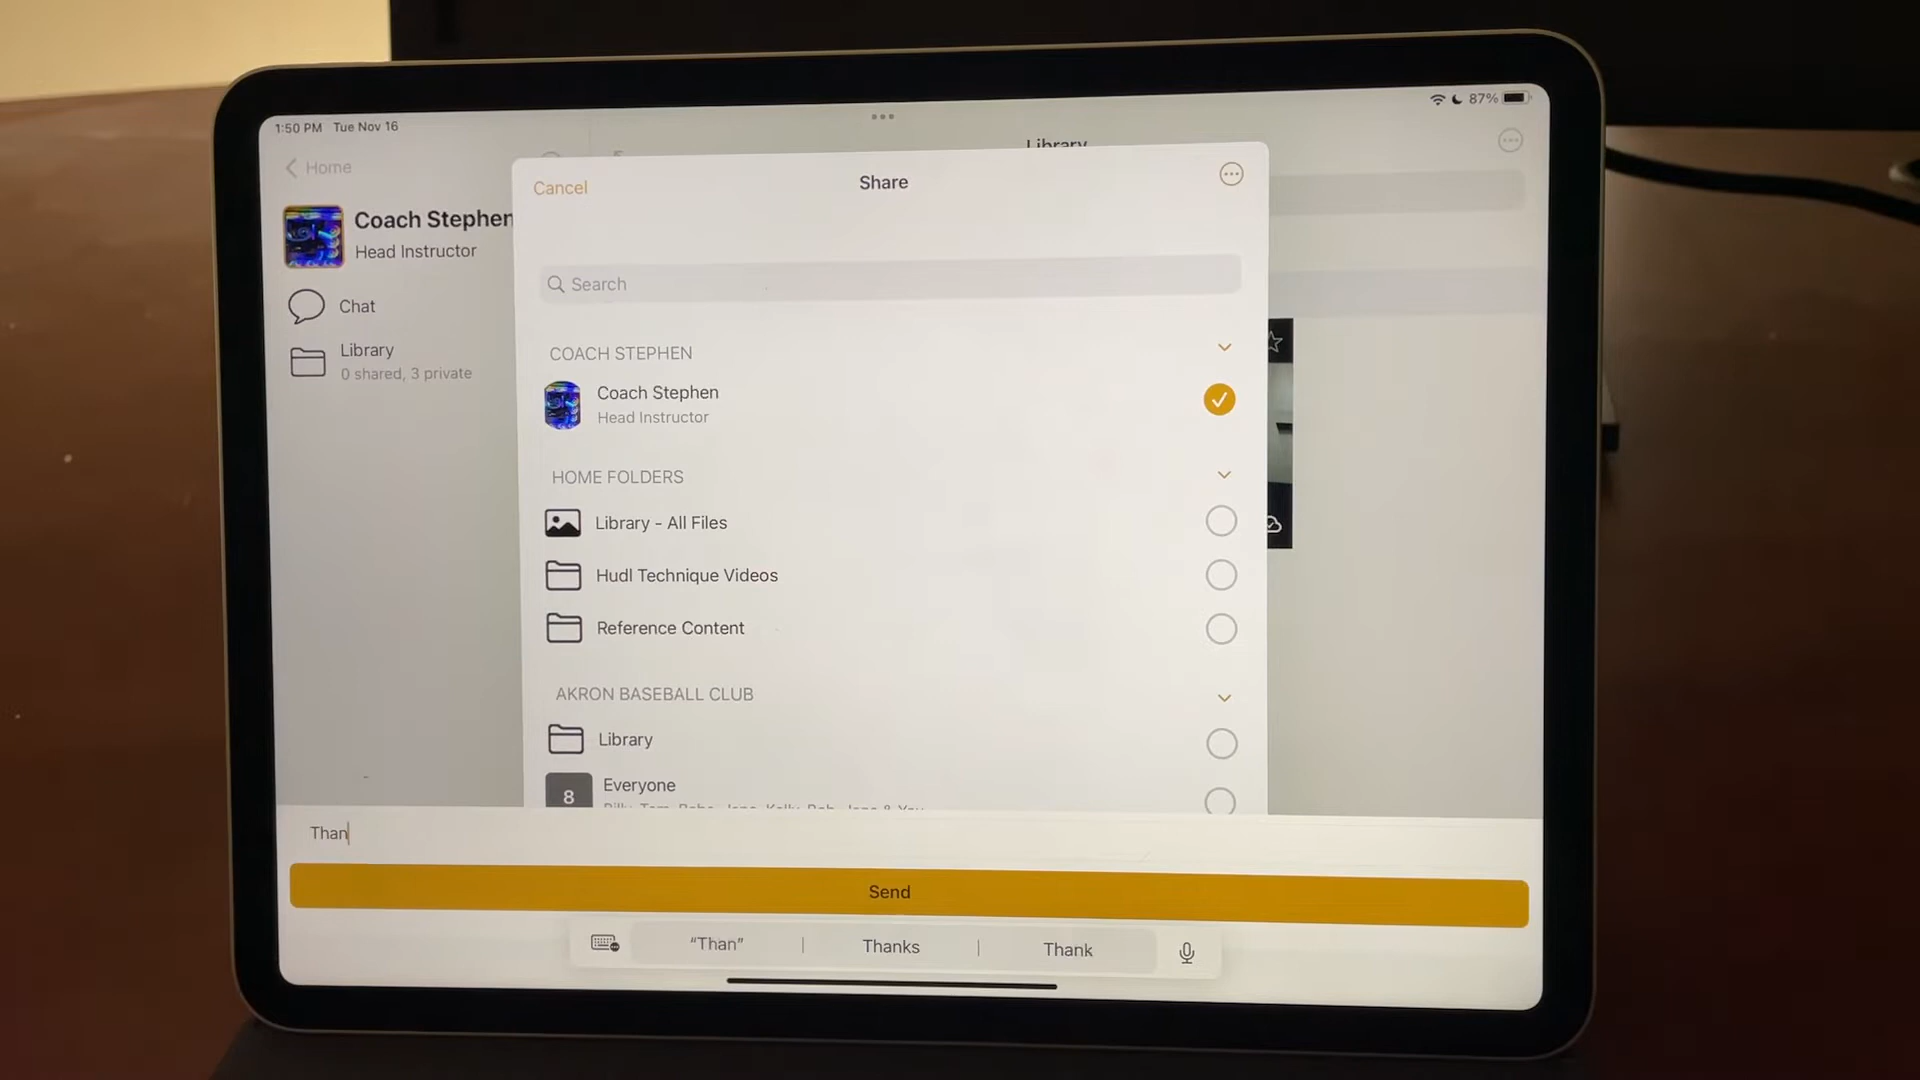 1:50 PM Tue Nov 16
87%
Home
Library
Coach Stephen
Head Instructor
Chat
Library
0 shared, 3 private
Cancel
Share
Search
COACH STEPHEN
Coach Stephen
Head Instructor
HOME FOLDERS
Library - All Files
Hudl Technique Videos
Reference Content
AKRON BASEBALL CLUB
Library
8
Everyone
Than
Send
“Than”
Thanks
Thank